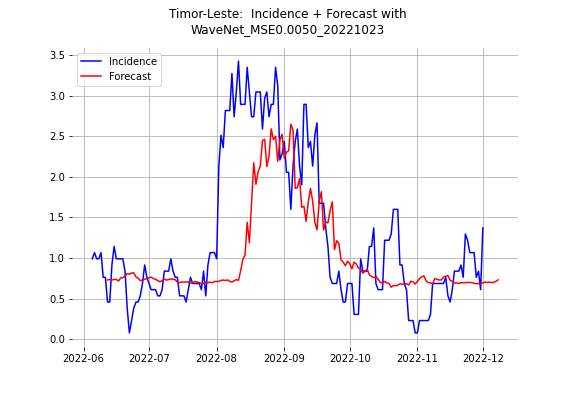 Timor-Leste:  Incidence + Forecast with
WaveNet_MSE0.0050_20221023
Incidence
Forecast
3.5
3.0
2.5
2.0
1.5
1.0
0.5
0.0
2022-06 2022-07 2022-08 2022-09 2022-10 2022-11 2022-12